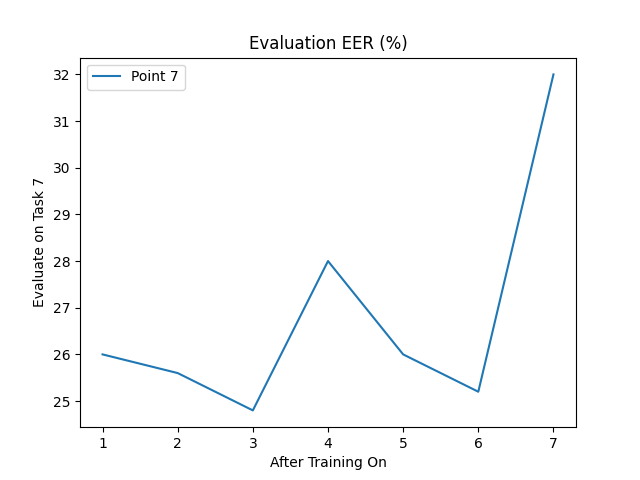 Evaluation EER (%)
Point 7
32
31
30
29
28
27
26
25
Evaluate on Task 7
1 2 3 4 5 6 7
After Training On